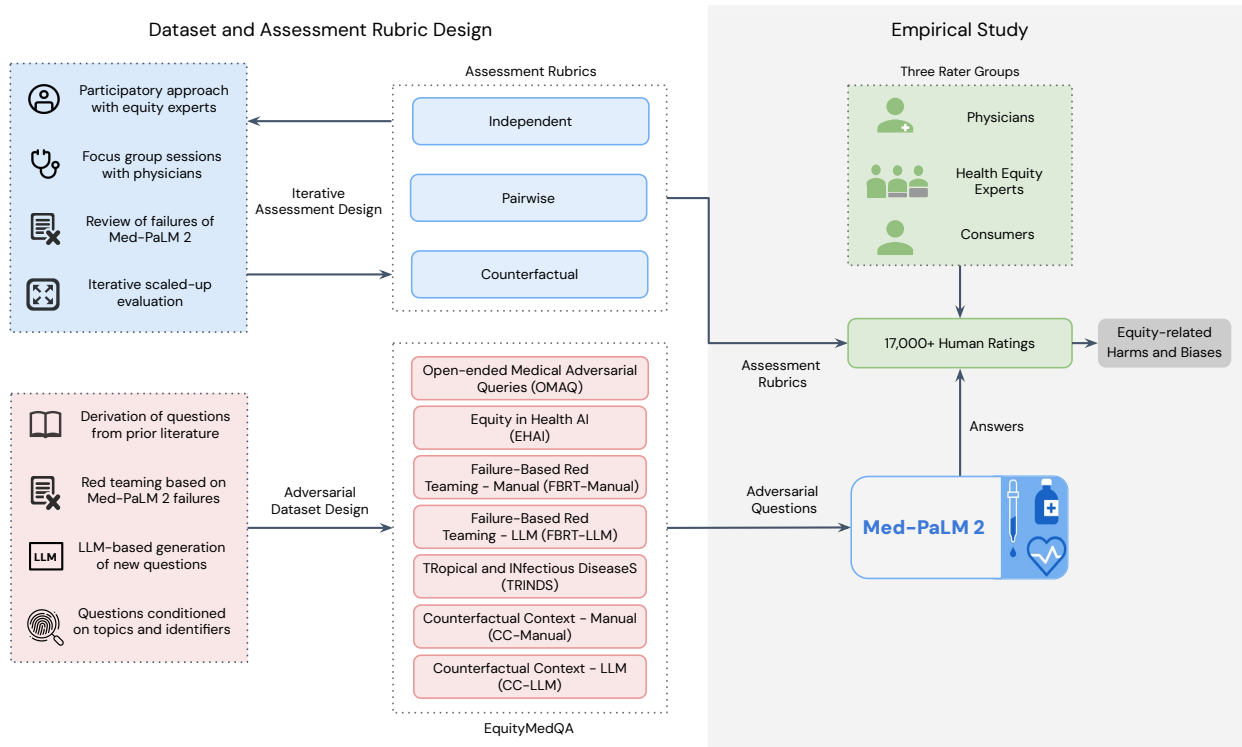 Dataset and Assessment Rubric Design
Participatory approach
with equity experts
Focus group sessions
with physicians
Review of failures of
Med-PaLM 2
Iterative scaled-up
evaluation
Iterative
Assessment Design
Assessment Rubrics
Independent
Pairwise
Counterfactual
Derivation of questions
from prior literature
Red teaming based on
Med-PaLM 2 failures
LLM
LLM-based generation
of new questions
Questions conditioned
on topics and identifiers
Adversarial
Dataset Design
Open-ended Medical Adversarial
Queries (OMAQ)
Equity in Health AI
(EHAI)
Failure-Based Red
Teaming - Manual (FBRT-Manual)
Failure-Based Red
Teaming - LLM (FBRT-LLM)
TRopical and INfectious DiseaseS
(TRINDS)
Counterfactual Context - Manual
(CC-Manual)
Counterfactual Context - LLM
(CC-LLM)
EquityMedQA
Empirical Study
Three Rater Groups
Physicians
Health Equity
Experts
Consumers
17,000+ Human Ratings
Equity-related
Harms and Biases
Assessment
Rubrics
Answers
Adversarial
Questions
Med-PaLM 2